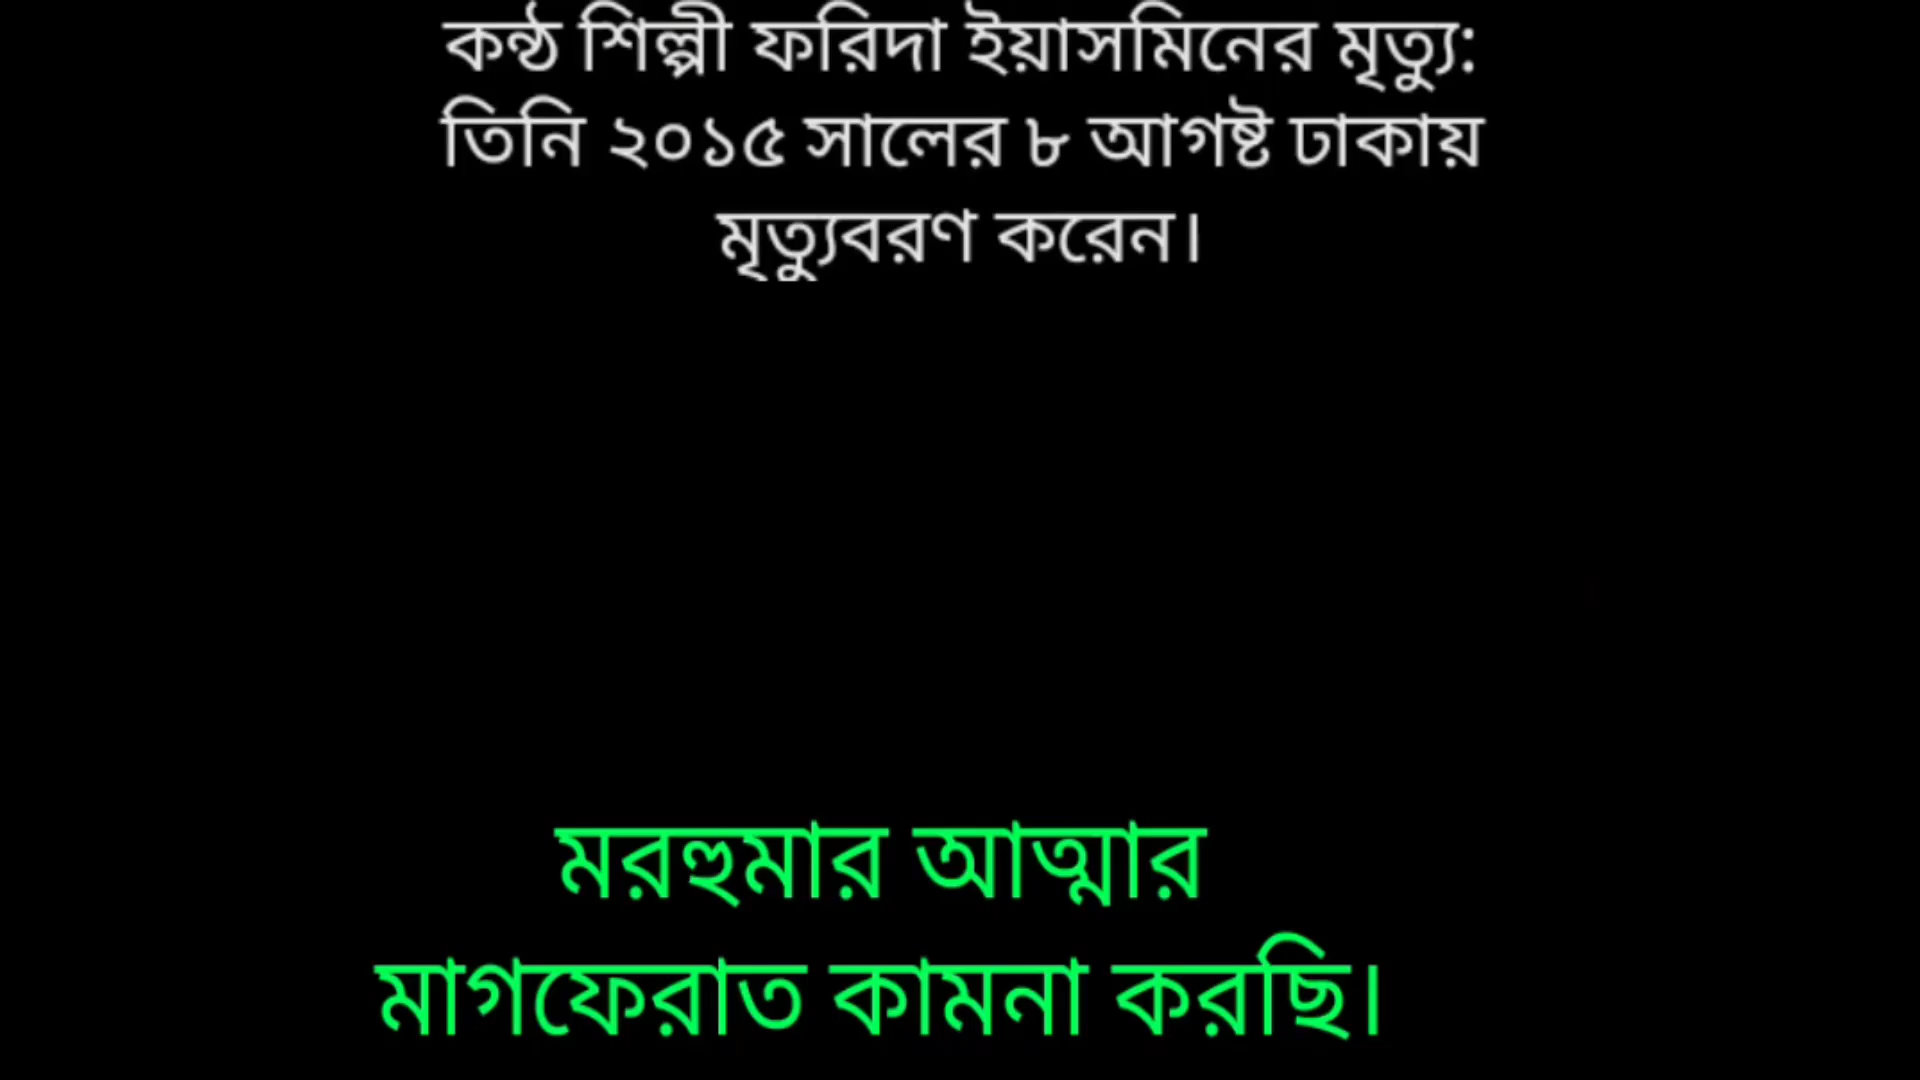 কন্ঠ শিল্পী ফরিদা ইয়াসমিনের মৃত্যু:
তিনি ২০১৫ সালের ৮ আগষ্ট ঢাকায়
মৃত্যুবরণ করেন।
মরহুমার আত্মার
মাগফেরাত কামনা করছি।